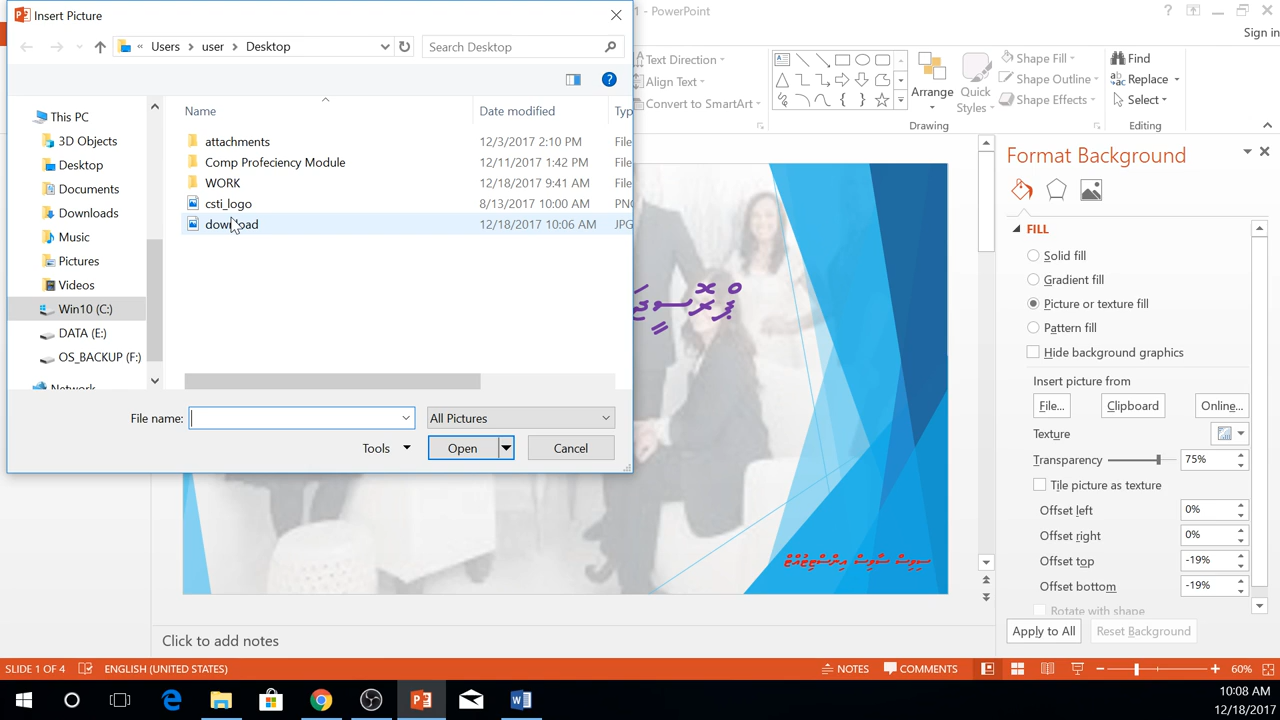 Insert Picture
1 - PowerPoint
Sign in
« Users > user > Desktop
Search Desktop
Text Direction
Align Text
Convert to SmartArt
Arrange
Quick
Styles
Shape Fill
Shape Outline
Shape Effects
Drawing
Find
Replace
Select
Editing
Name
Date modified
Typ
This PC
3D Objects
Desktop
Documents
Downloads
Music
Pictures
Videos
Win10 (C:)
DATA (E:)
OS_BACKUP (F:)
Network
attachments 12/3/2017 2:10 PM File
Comp Profeciency Module 12/11/2017 1:42 PM File
WORK 12/18/2017 9:41 AM File
csti_logo 8/13/2017 10:00 AM PNG
download 12/18/2017 10:06 AM JPG
File name:
All Pictures
Tools
Open
Cancel
ސިވިލް ސާވިސް އިންސްޓިޓިއުޓް
Click to add notes
Format Background
FILL
Solid fill
Gradient fill
Picture or texture fill
Pattern fill
Hide background graphics
Insert picture from
File...
Clipboard
Online...
Texture
Transparency 75%
Tile picture as texture
Offset left 0%
Offset right 0%
Offset top -19%
Offset bottom -19%
Rotate with shape
Apply to All
Reset Background
SLIDE 1 OF 4
ENGLISH (UNITED STATES)
NOTES
COMMENTS
60%
10:08 AM
12/18/2017